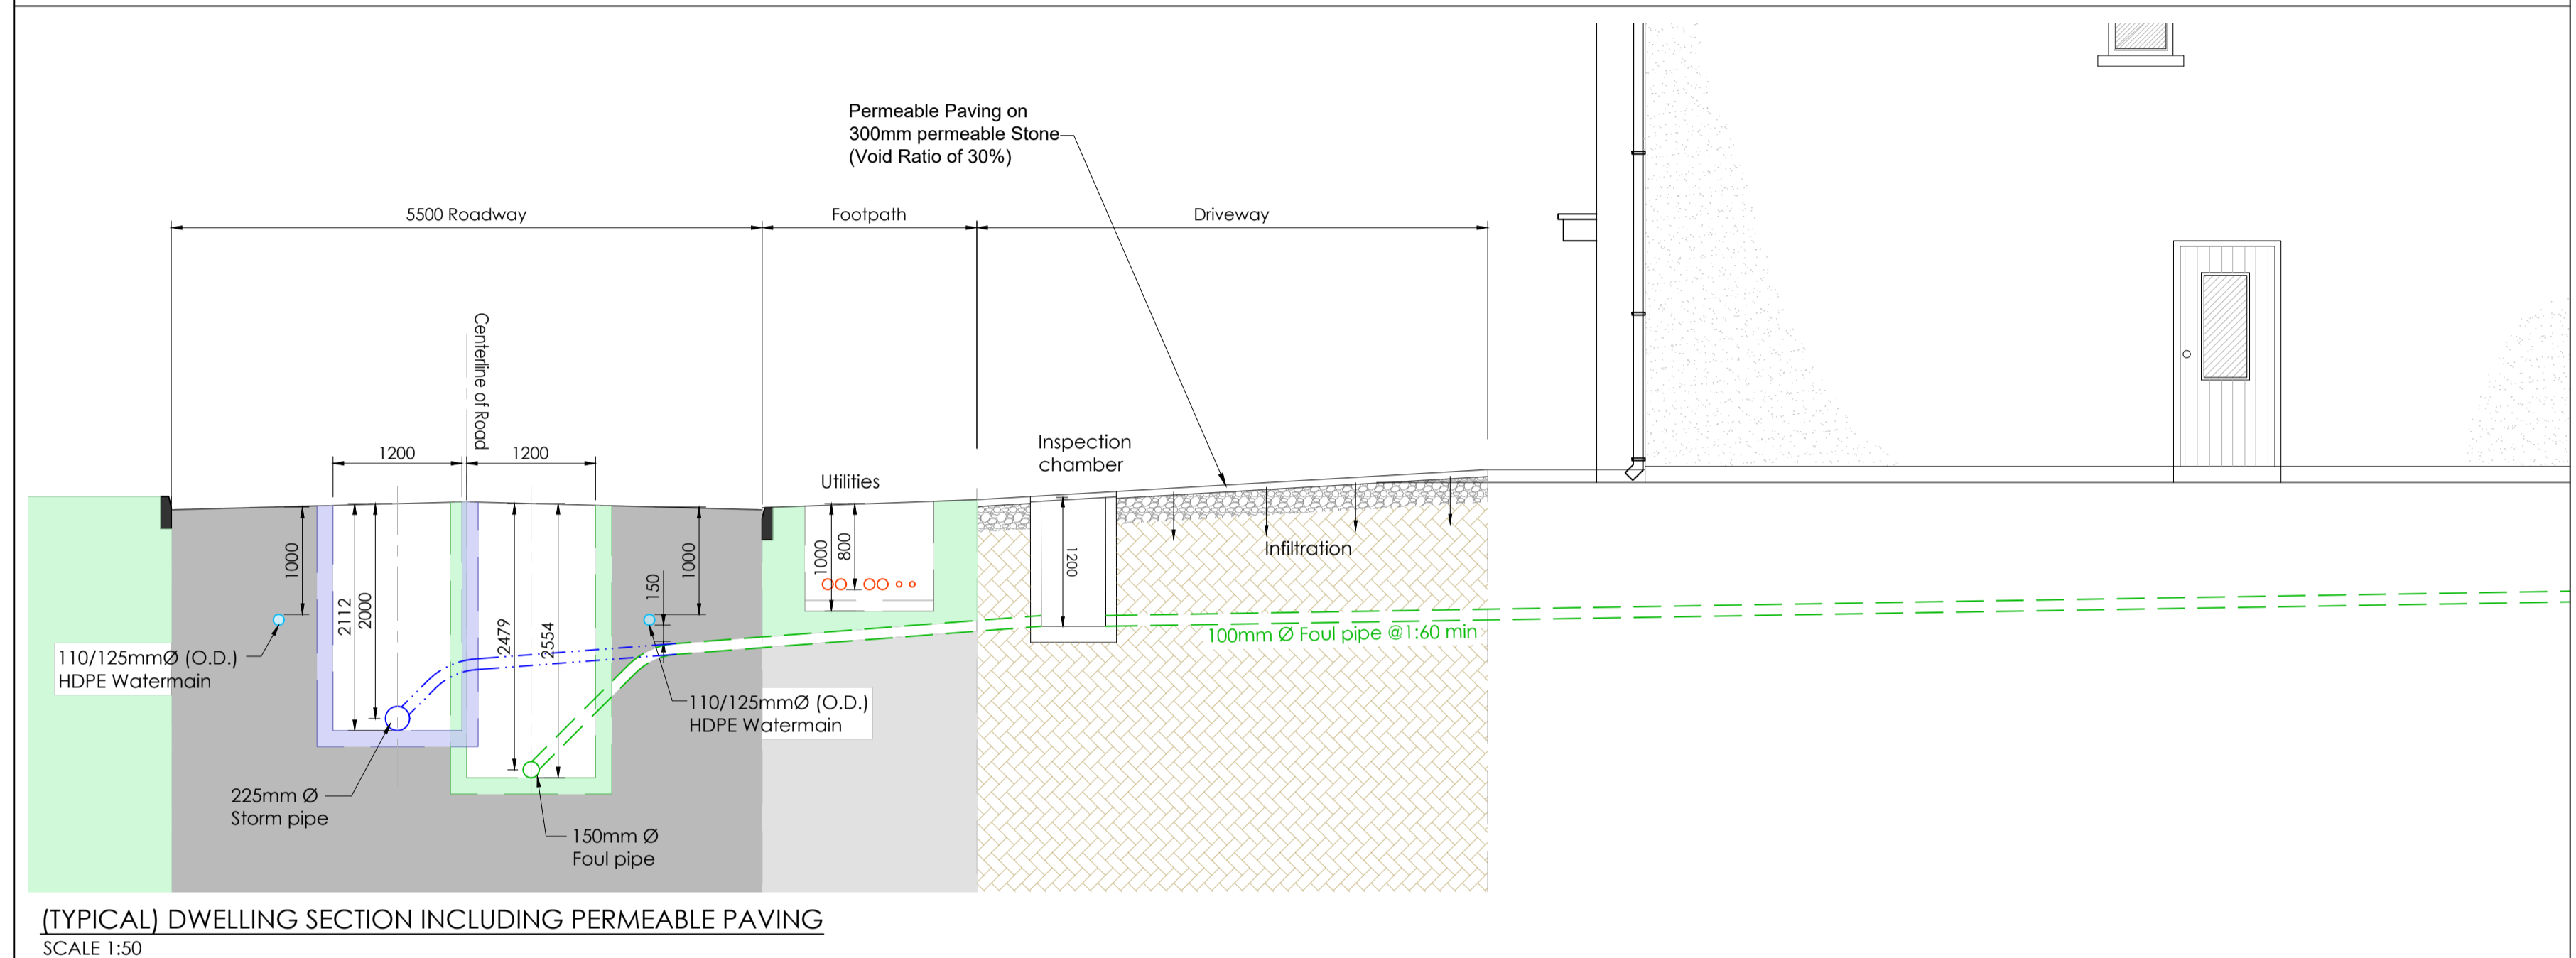 Permeable Paving on
300mm permeable Stone
(Void Ratio of 30%)
5500 Roadway
Footpath
Driveway
Centerline of Road
1200
1200
Utilities
Inspection
chamber
1000
2112
2000
2479
2554
150
1000
1000
800
1200
Infiltration
110/125mmØ (O.D.)
HDPE Watermain
100mm Ø Foul pipe @1:60 min
110/125mmØ (O.D.)
HDPE Watermain
225mm Ø
Storm pipe
150mm Ø
Foul pipe
(TYPICAL) DWELLING SECTION INCLUDING PERMEABLE PAVING
SCALE 1:50